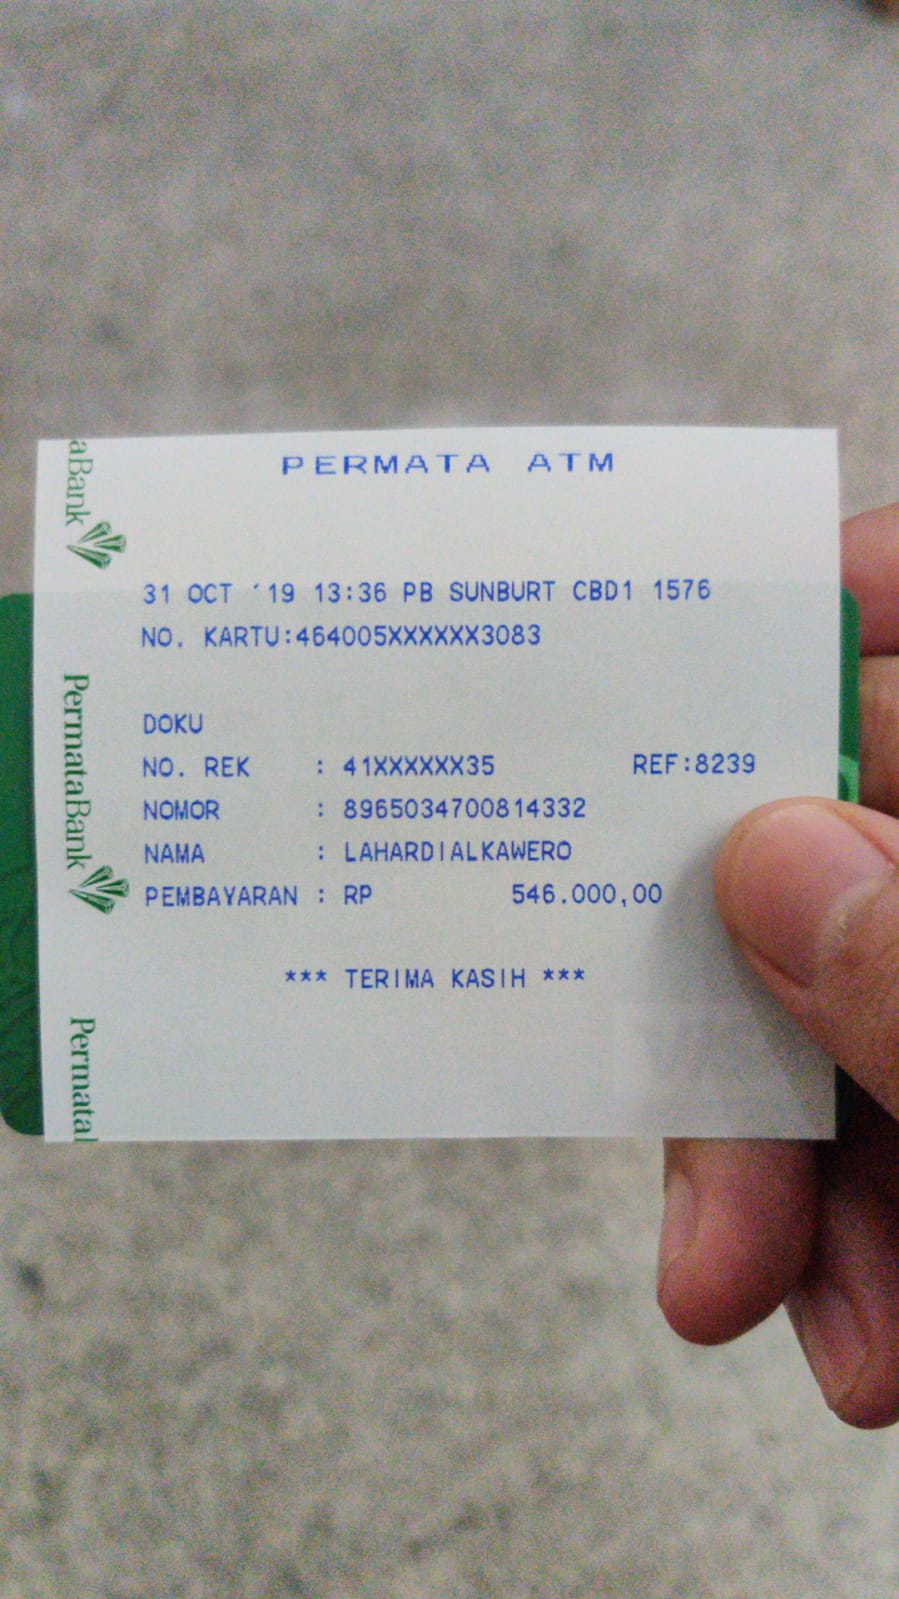 PERMATA ATM
31 OCT '19 13:36 PB SUNBURT CBD1 1576
NO. KARTU:464005XXXXXX3083
DOKU
NO. REK : 41XXXXXX35 REF:8239
NOMOR : 8965034700814332
NAMA : LAHARDIALKAWERO
PEMBAYARAN : RP 546.000,00
*** TERIMA KASIH ***
aBank
PermataBank
Permata